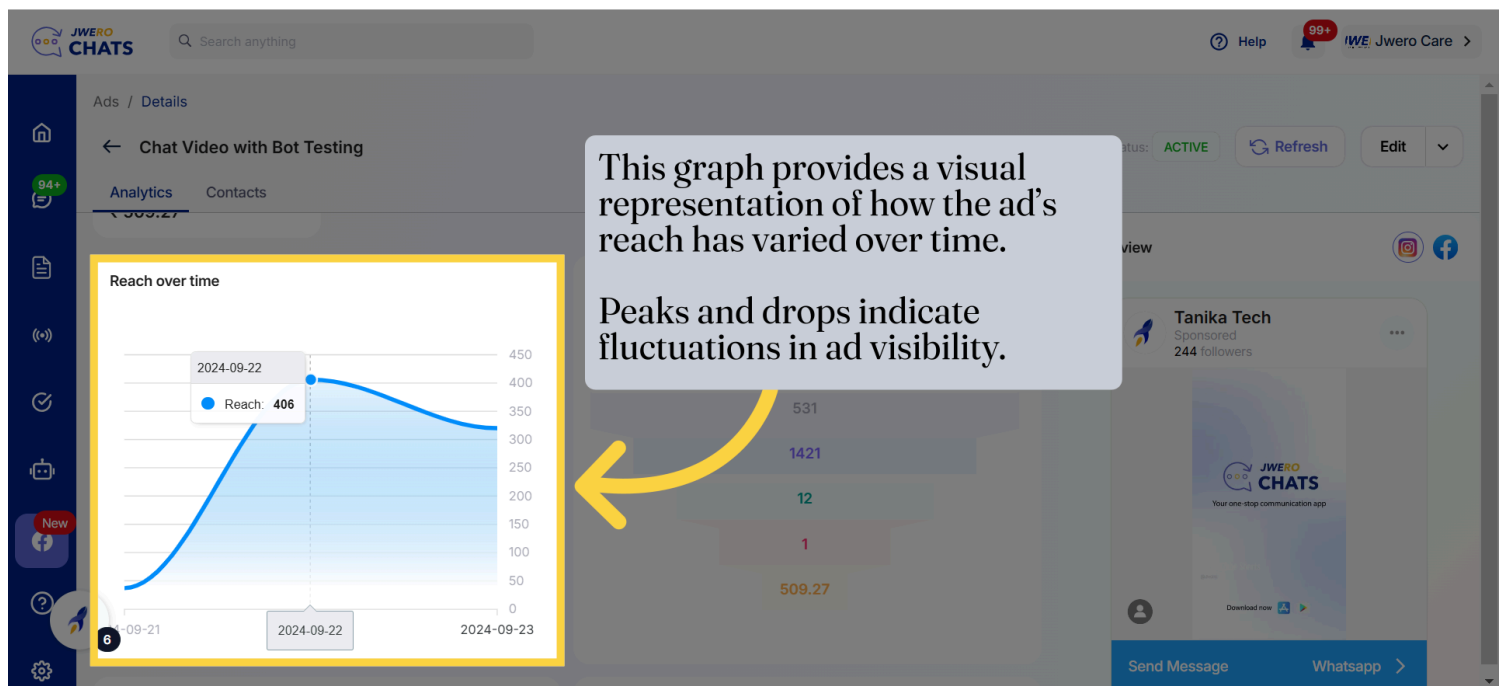 JWERO
CHATS
Search anything
Help
99+
Jwero Care
Ads / Details
Chat Video with Bot Testing
Status: ACTIVE
Refresh
Edit
94+
Analytics
Contacts
509.27
This graph provides a visual
representation of how the ad's
reach has varied over time.
Peaks and drops indicate
fluctuations in ad visibility.
view
Reach over time
Tanika Tech
Sponsored
244 followers
450
2024-09-22
400
Reach: 406
350
531
300
1421
250
200
12
150
New
1
100
50
509.27
0
JWERO
CHATS
Your one-stop communication app
Download now
-09-21
2024-09-22
2024-09-23
6
Send Message
Whatsapp